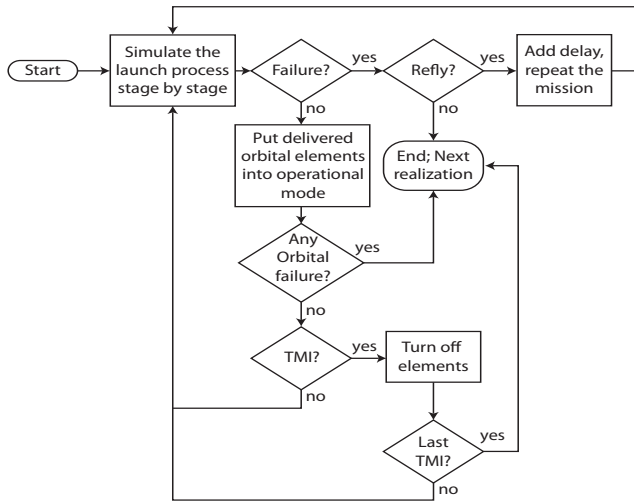 Start
Simulate the
launch process
stage by stage
Failure?
yes
Refly?
yes
Add delay,
repeat the
mission
no
no
Put delivered
orbital elements
into operational
mode
End; Next
realization
Any
Orbital
failure?
yes
no
TMI?
yes
Turn off
elements
no
Last
TMI?
yes
no